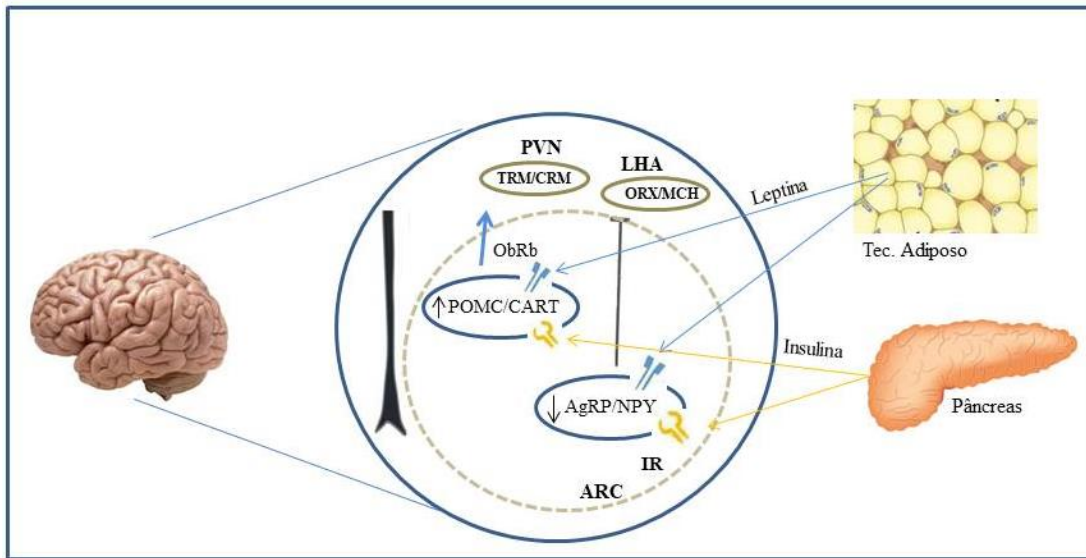 PVN
TRM/CRM
LHA
ORX/MCH
Leptina
Tec. Adiposo
ObRb
↑POMC/CART
Insulina
↓AgRP/NPY
Pâncreas
IR
ARC